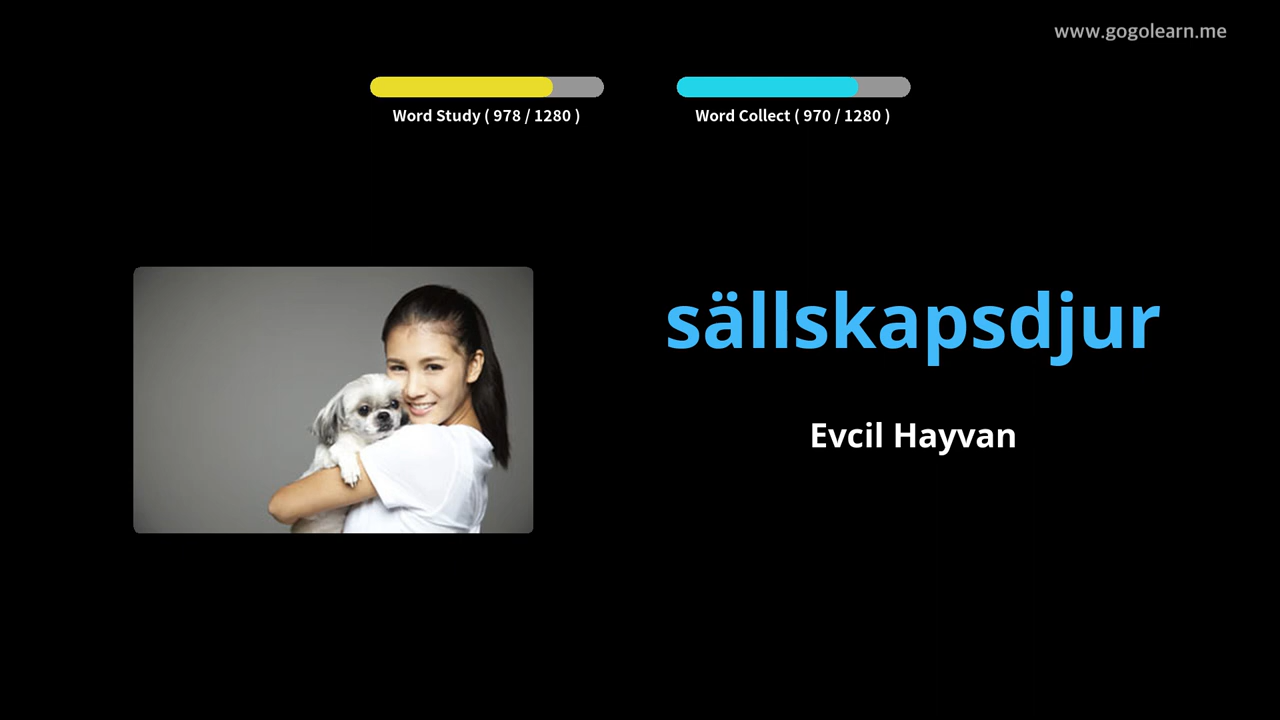 www.gogolearn.me
Word Study ( 978 / 1280 )
Word Collect ( 970 / 1280 )
sällskapsdjur
Evcil Hayvan